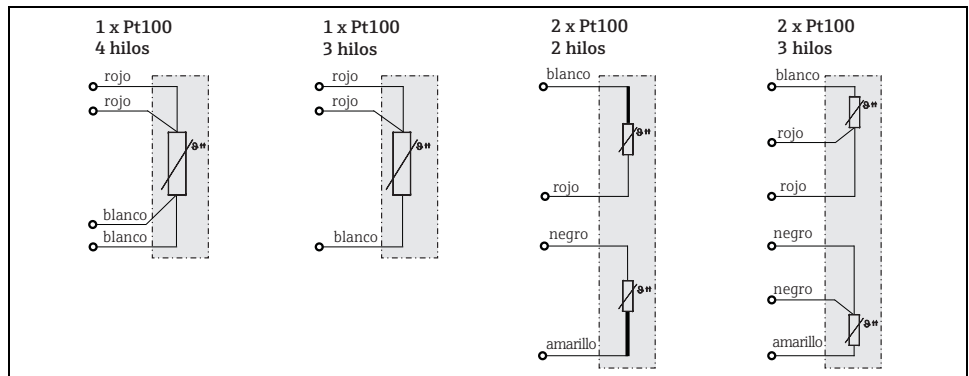 1 x Pt100
4 hilos
rojo
rojo
blanco
blanco
1 x Pt100
3 hilos
rojo
rojo
blanco
2 x Pt100
2 hilos
blanco
rojo
negro
amarillo
2 x Pt100
3 hilos
blanco
rojo
rojo
negro
negro
amarillo